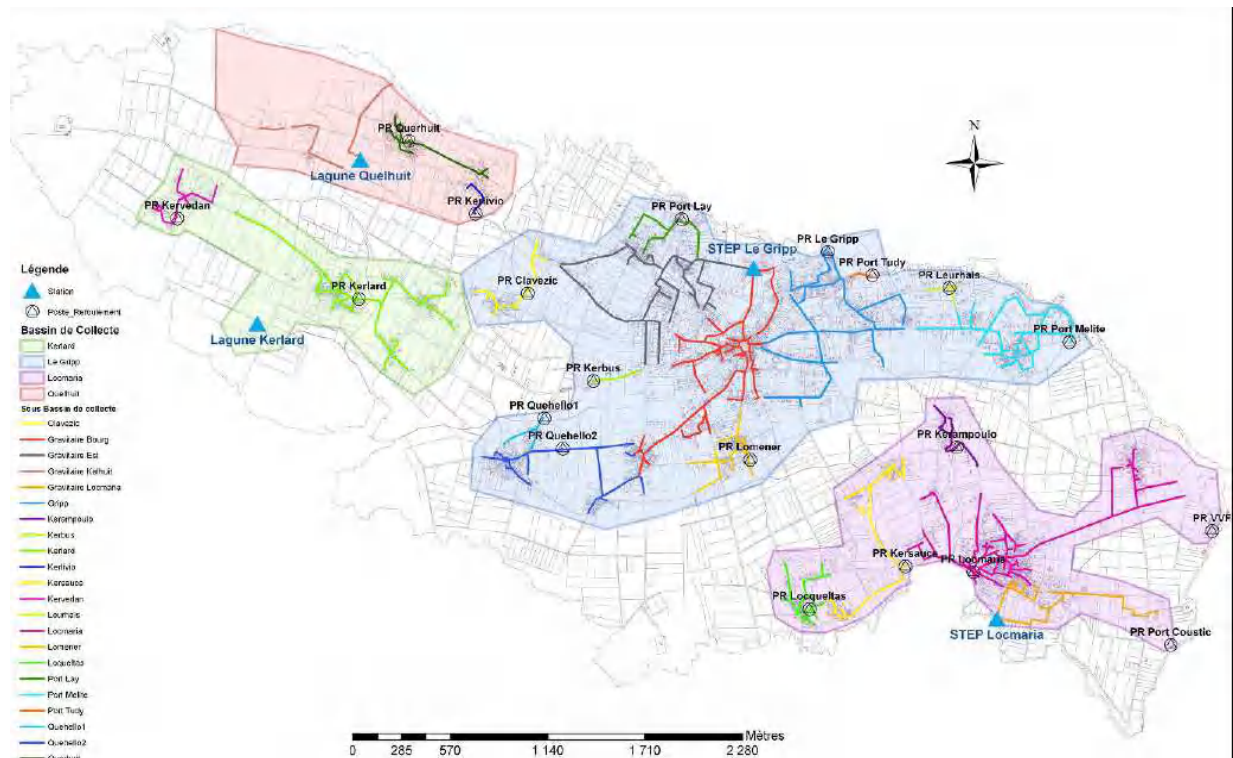 N
PR Querhuit
Lagune Quelhuit
PR Kerlivio
PR Kervedan
PR Port Lay
STEP Le Gripp
PR Le Gripp
PR Port Tudy
PR Clavezic
PR Leurhais
PR Kerlard
Lagune Kerlard
PR Port Melite
PR Kerbus
PR Quehello1
PR Quehello2
PR Lomener
PR Kerampoulo
PR VVF
PR Kersauce
PR Locmaria
PR Locqueltas
STEP Locmaria
PR Port Coustic
Légende
Station
Poste_Refoulement
Bassin de Collecte
Kerlard
Le Gripp
Locmaria
Quelhuit
Sous Bassin de collecte
Clavezic
Gravitaire Bourg
Gravitaire Est
Gravitaire Kelhuit
Gravitaire Locmaria
Gripp
Kerampoulo
Kerbus
Kerlard
Kerlivio
Kersauce
Kervedan
Leurhais
Locmaria
Lomener
Loqueltas
Port Lay
Port Melite
Port Tudy
Quehello1
Quehello2
Mètres
0 285 570 1 140 1 710 2 280